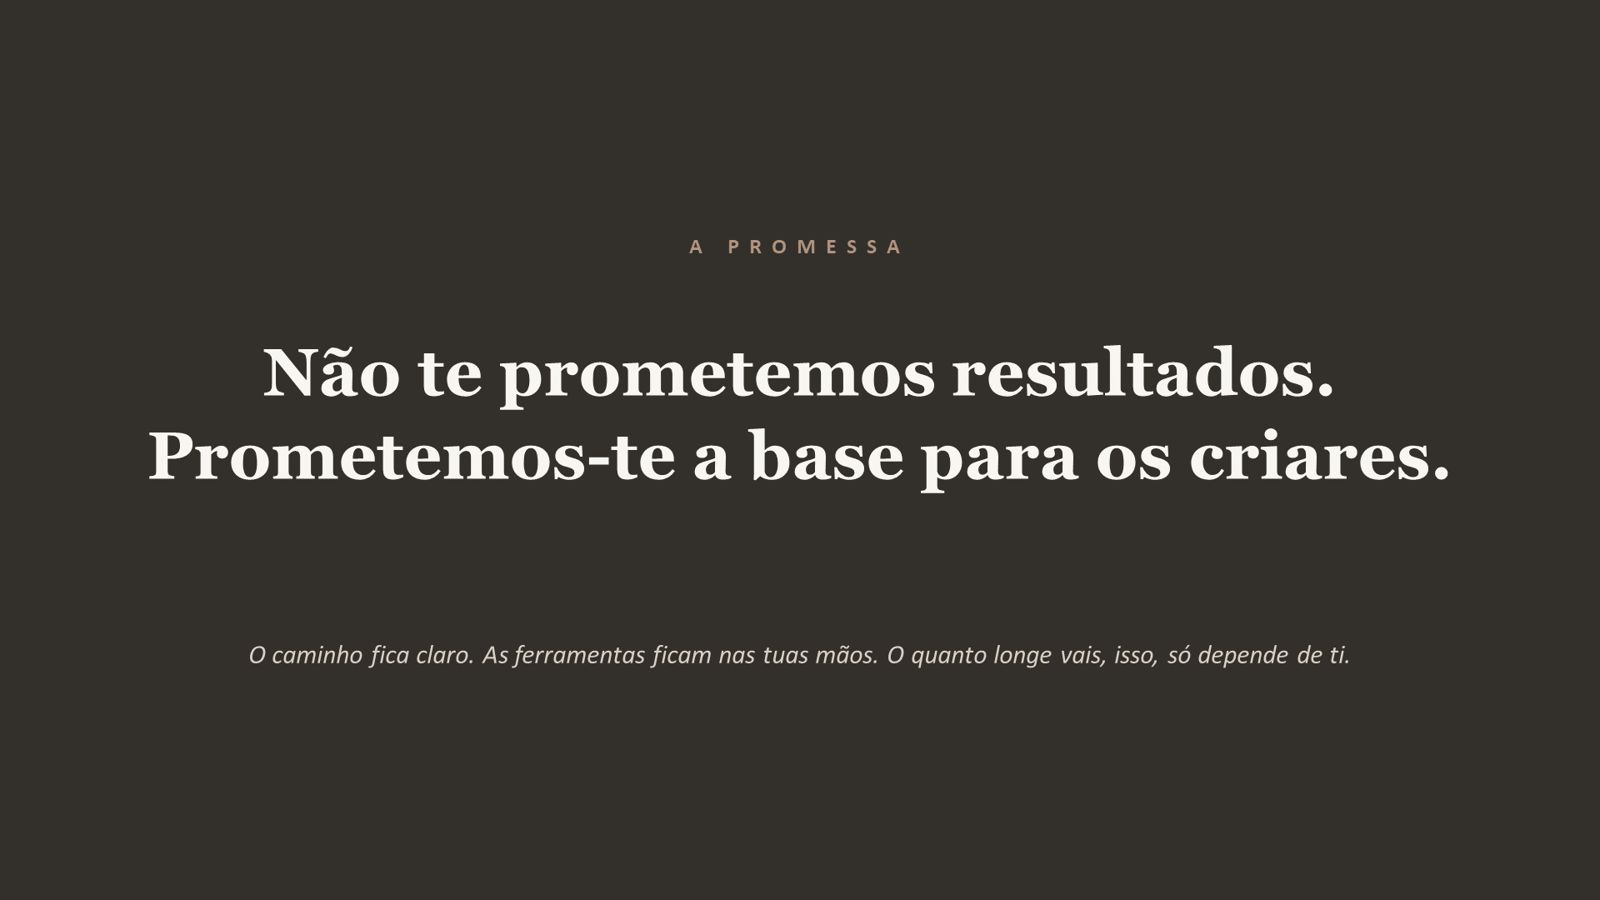 A PROMESSA
Não te prometemos resultados.
Prometemos-te a base para os criares.
O caminho fica claro. As ferramentas ficam nas tuas mãos. O quanto longe vais, isso, só depende de ti.